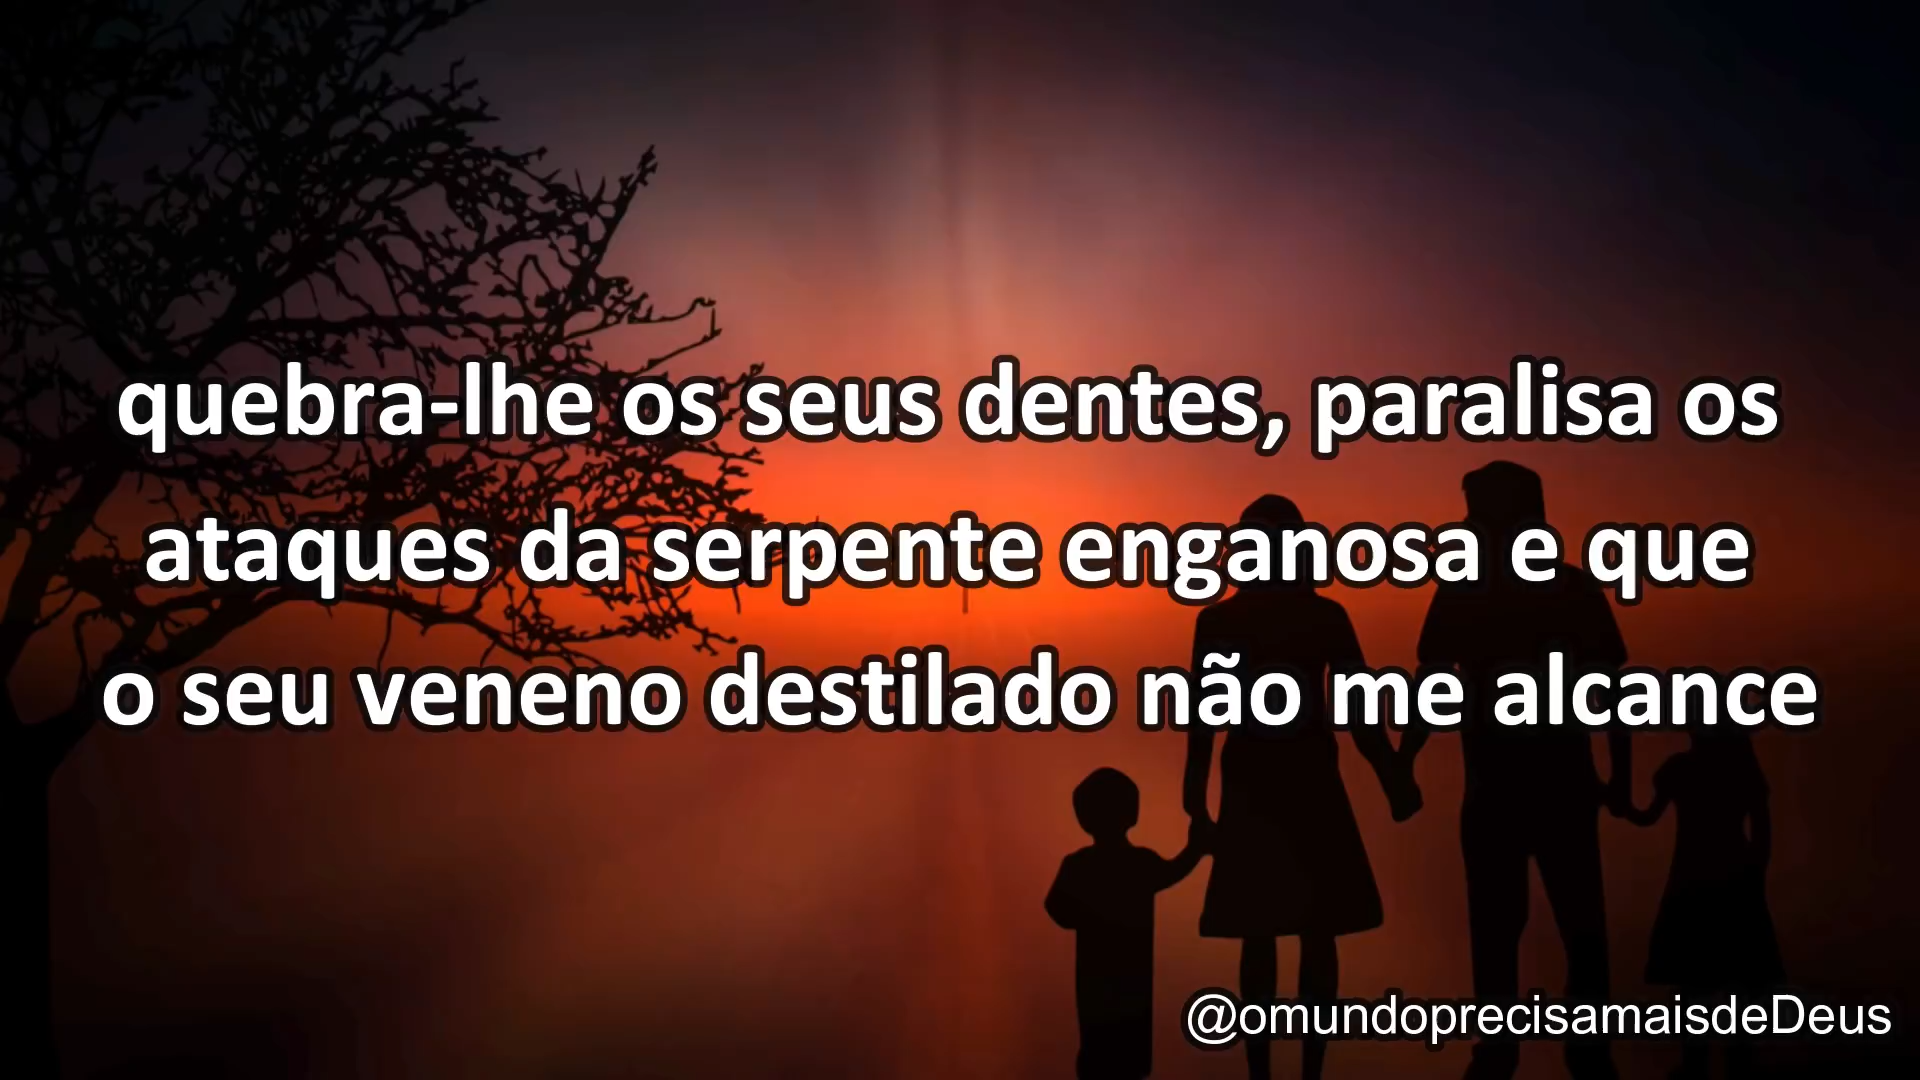 quebra-lhe os seus dentes, paralisa os
ataques da serpente enganosa e que
o seu veneno destilado não me alcance
@omundoprecisamaisdeDeus